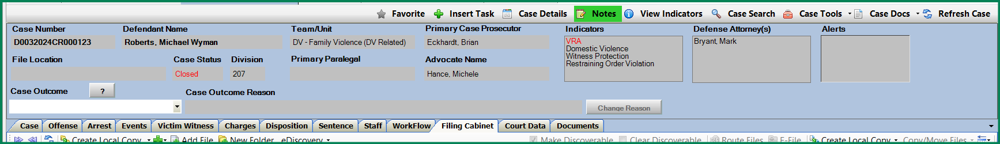 Favorite Insert Task Case Details Notes View Indicators Case Search Case Tools Case Docs Refresh Case
Case Number Defendant Name Team/Unit Primary Case Prosecutor Indicators Defense Attorney(s) Alerts
D0032024CR000123 Roberts, Michael Wyman DV - Family Violence (DV Related) Eckhardt, Brian VRA Bryant, Mark
Domestic Violence
Witness Protection
Restraining Order Violation
File Location Case Status Division Primary Paralegal Advocate Name
Closed 207 Hance, Michele
Case Outcome ? Case Outcome Reason
Change Reason
Case Offense Arrest Events Victim Witness Charges Disposition Sentence Staff WorkFlow Filing Cabinet Court Data Documents
Create Local Copy Add File New Folder eDiscovery Make Discoverable Clear Discoverable Route Files E-File Create Local Copy Copy/Move Files